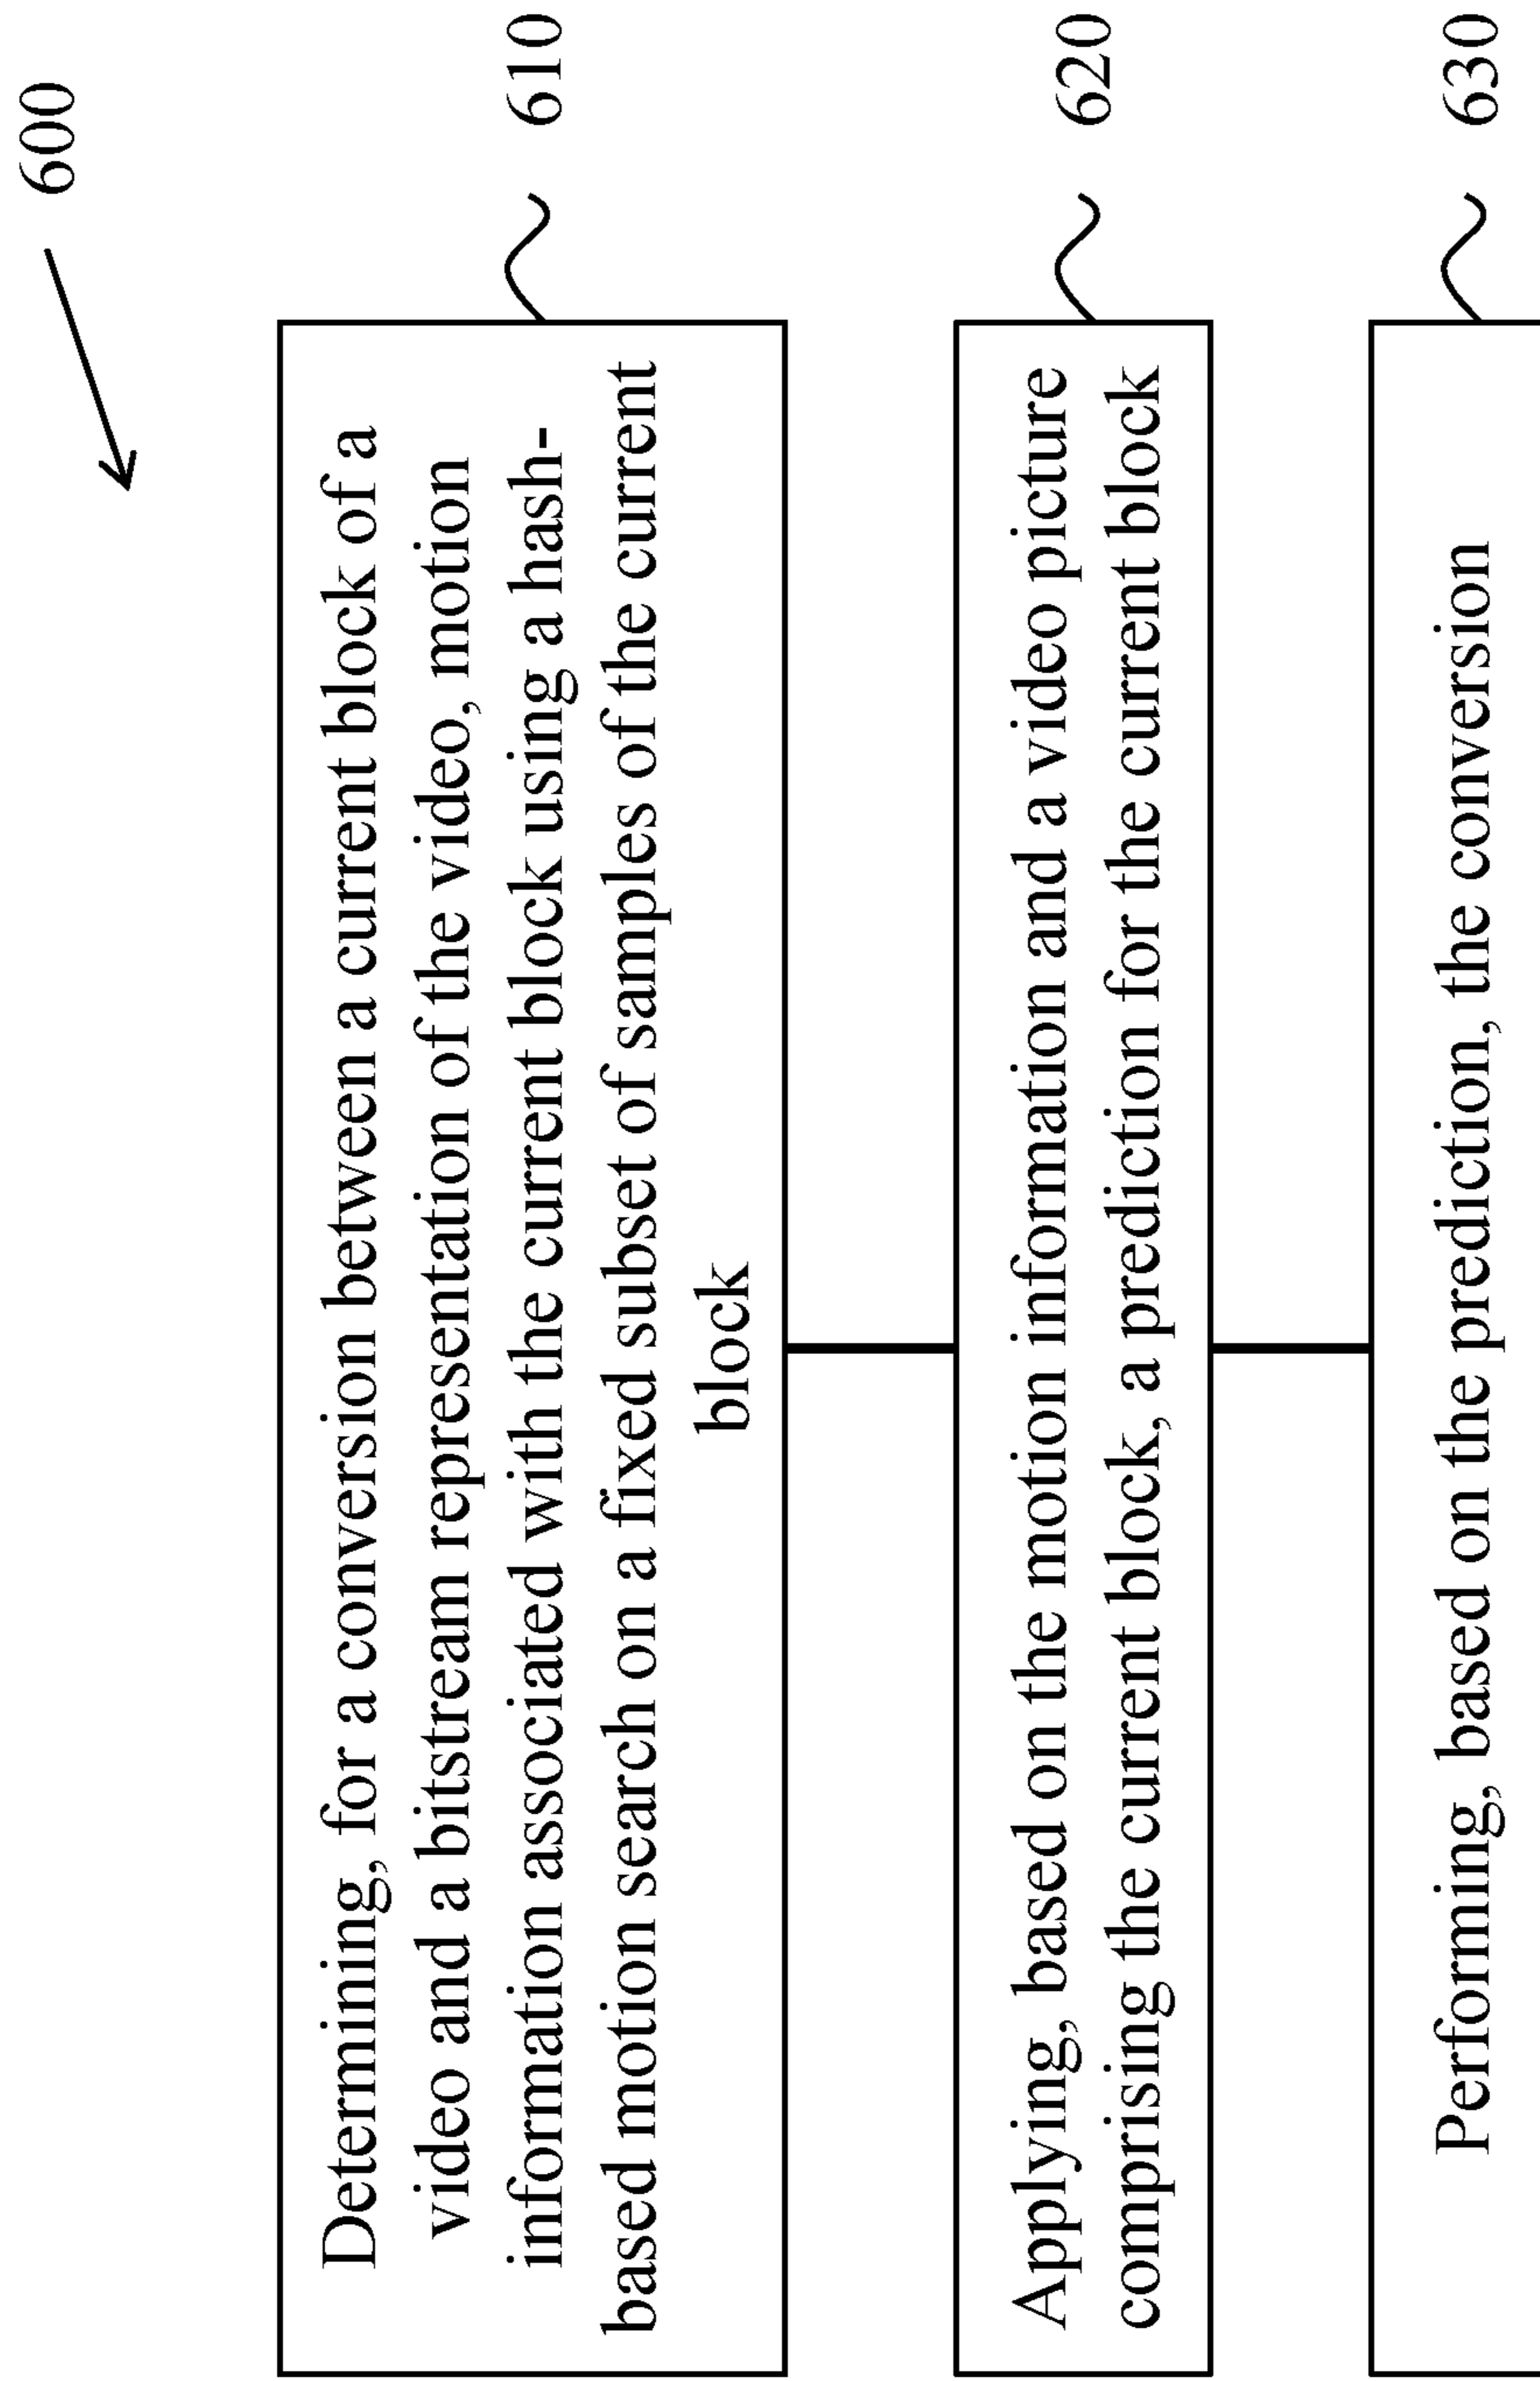 600
Determining, for a conversion between a current block of a
video and a bitstream representation of the video, motion
information associated with the current block using a hash-
based motion search on a fixed subset of samples of the current
block
610
Applying, based on the motion information and a video picture
comprising the current block, a prediction for the current block
620
Performing, based on the prediction, the conversion
630